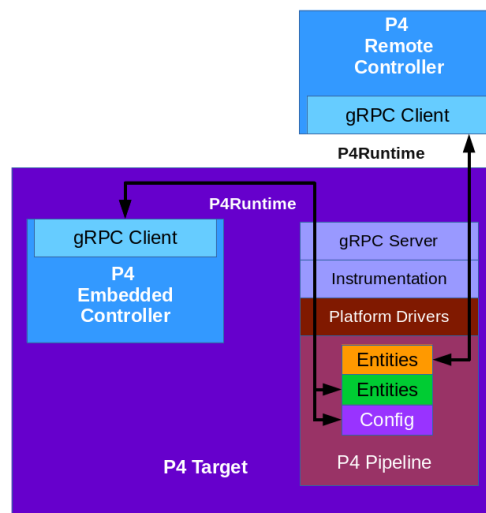 P4
Remote
Controller
gRPC Client
P4Runtime
P4Runtime
gRPC Client
P4
Embedded
Controller
gRPC Server
Instrumentation
Platform Drivers
Entities
Entities
Config
P4 Pipeline
P4 Target